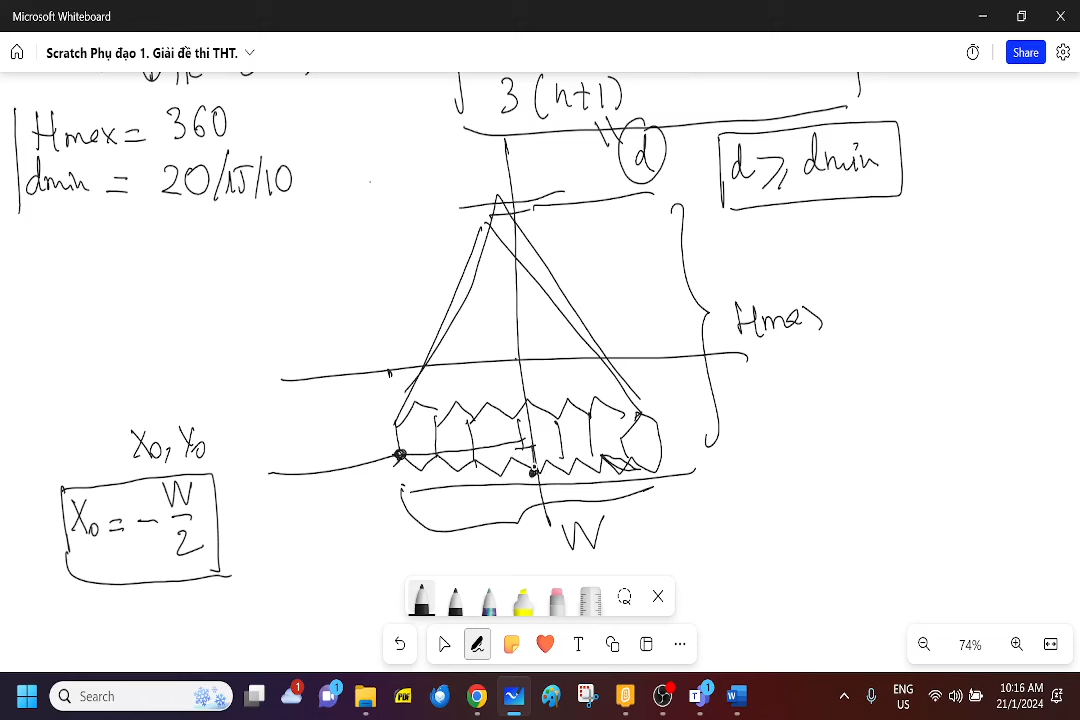 Microsoft Whiteboard
Scratch Phụ đạo 1. Giải đề thi THT.
Share
3 (n+1)
Hmax = 360
dmin = 20/15/10
d
d ⩾ dmin
Hmax
X0, Y0
X0 = - W/2
W
74%
Search
ENG
US
10:16 AM
21/1/2024